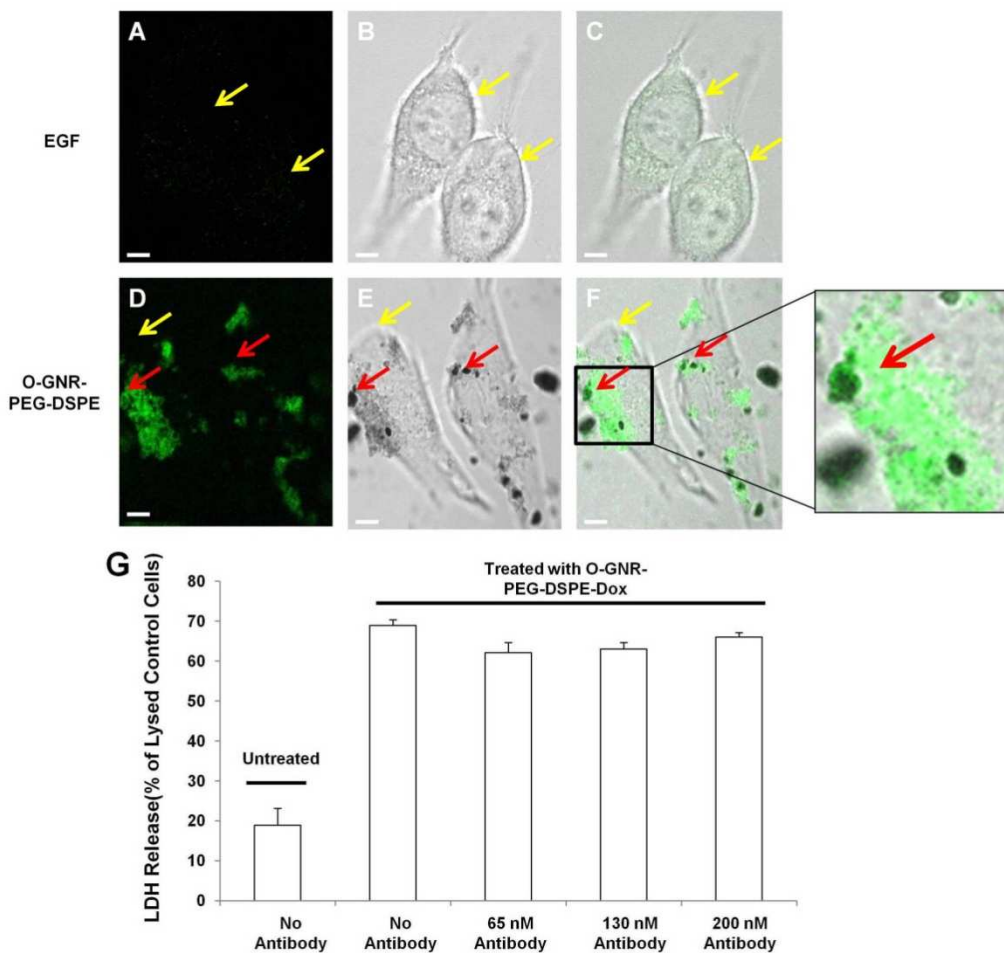 A
B
C
EGF
D
E
F
O-GNR-
PEG-DSPE
G
Treated with O-GNR-
PEG-DSPE-Dox
LDH Release(% of Lysed Control Cells)
80
70
60
50
40
30
20
10
0
Untreated
No
Antibody
No
Antibody
65 nM
Antibody
130 nM
Antibody
200 nM
Antibody